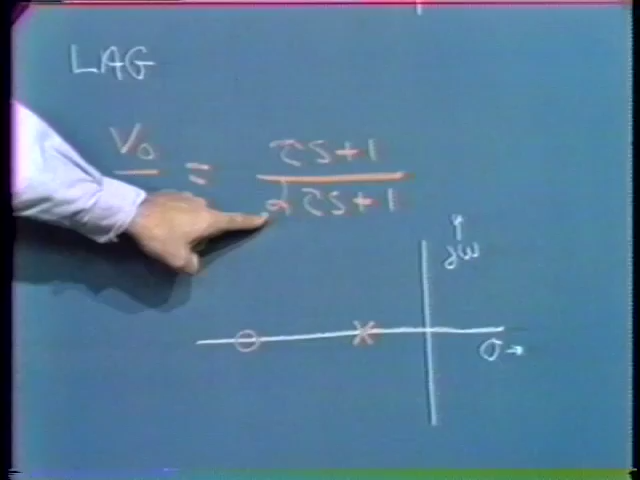 LAG
V₀ = τs+1
ατs+1
jω
σ →